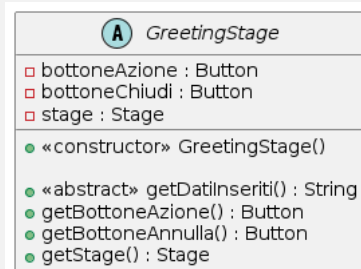 A GreetingStage
bottoneAzione : Button
bottoneChiudi : Button
stage : Stage
«constructor» GreetingStage()
«abstract» getDatiInseriti() : String
getBottoneAzione() : Button
getBottoneAnnulla() : Button
getStage() : Stage